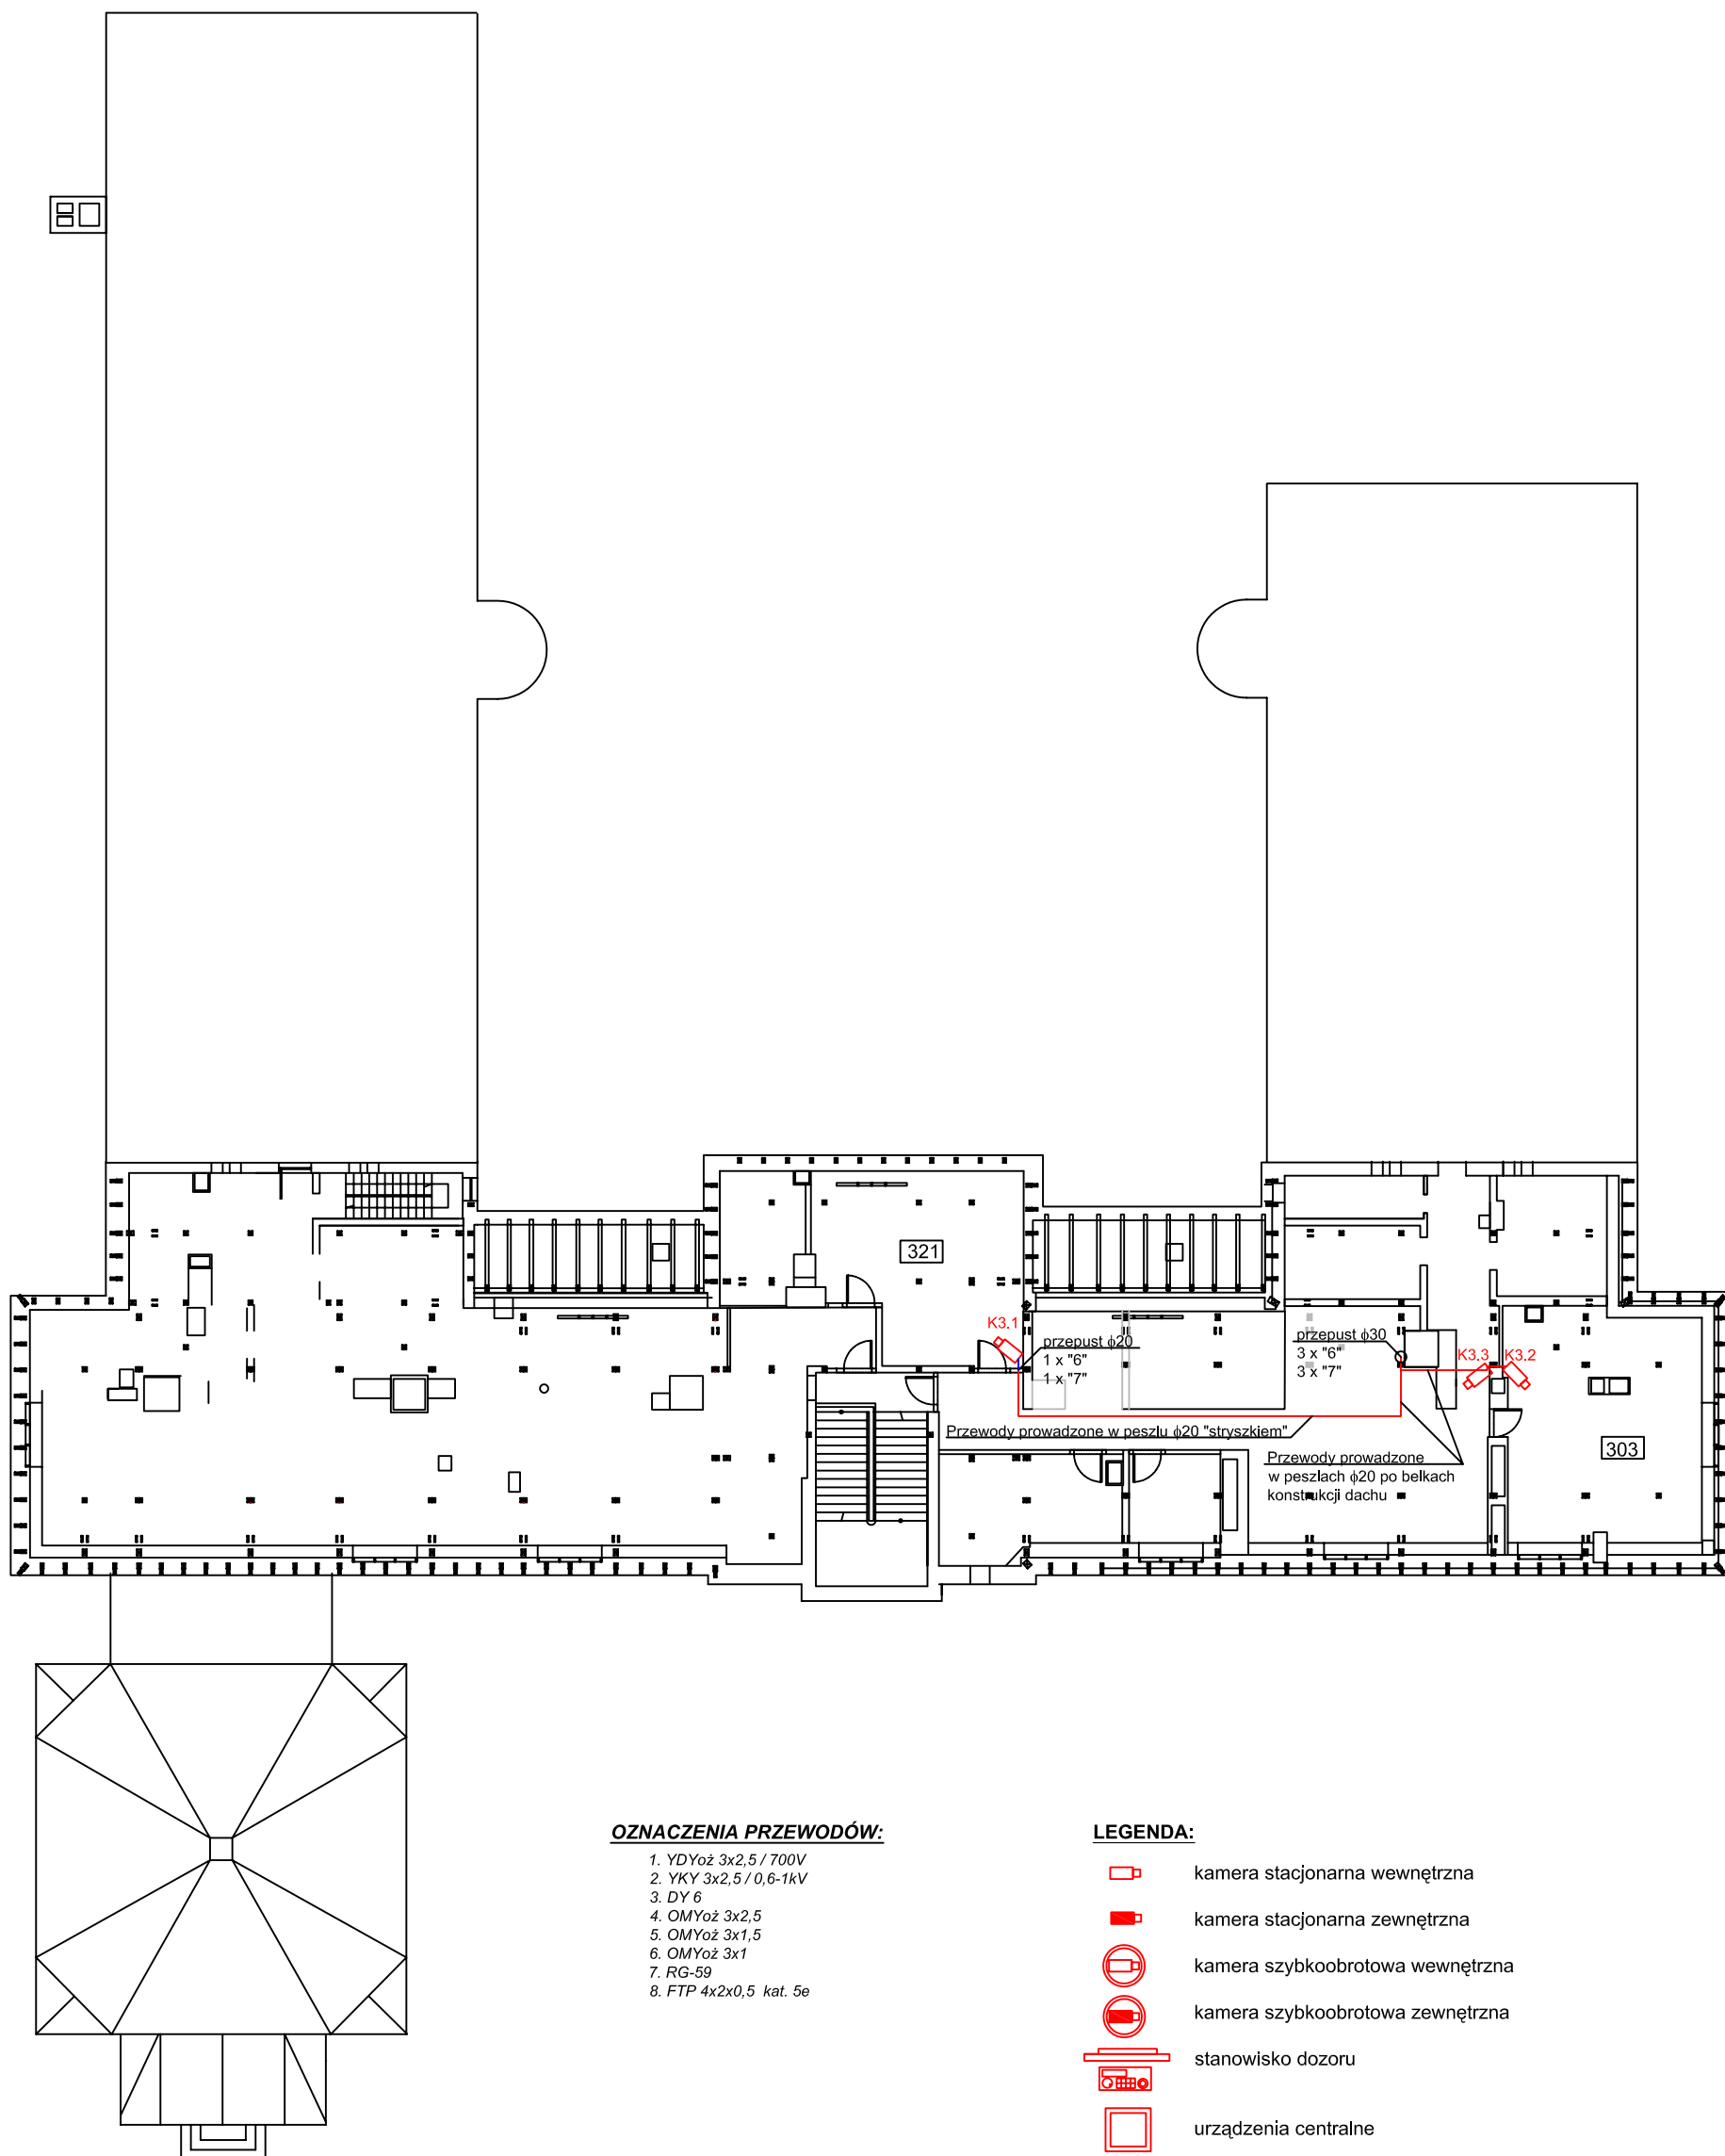 321
K3.1
przepust ϕ20
1 x "6"
1 x "7"
przepust ϕ30
3 x "6"
3 x "7"
K3.3
K3.2
Przewody prowadzone w peszlu ϕ20 "stryszkiem"
303
Przewody prowadzone
w peszlach ϕ20 po belkach
konstrukcji dachu
OZNACZENIA PRZEWODÓW:
1. YDYoż 3x2,5 / 700V
2. YKY 3x2,5 / 0,6-1kV
3. DY 6
4. OMYoż 3x2,5
5. OMYoż 3x1,5
6. OMYoż 3x1
7. RG-59
8. FTP 4x2x0,5 kat. 5e
LEGENDA:
kamera stacjonarna wewnętrzna
kamera stacjonarna zewnętrzna
kamera szybkoobrotowa wewnętrzna
kamera szybkoobrotowa zewnętrzna
stanowisko dozoru
urządzenia centralne